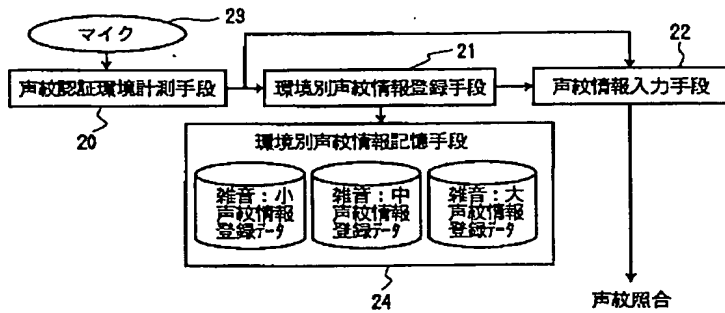 23
マイク
21
22
声紋認証環境計測手段
環境別声紋情報登録手段
声紋情報入力手段
20
環境別声紋情報記憶手段
雑音：小
声紋情報
登録データ
雑音：中
声紋情報
登録データ
雑音：大
声紋情報
登録データ
24
声紋照合